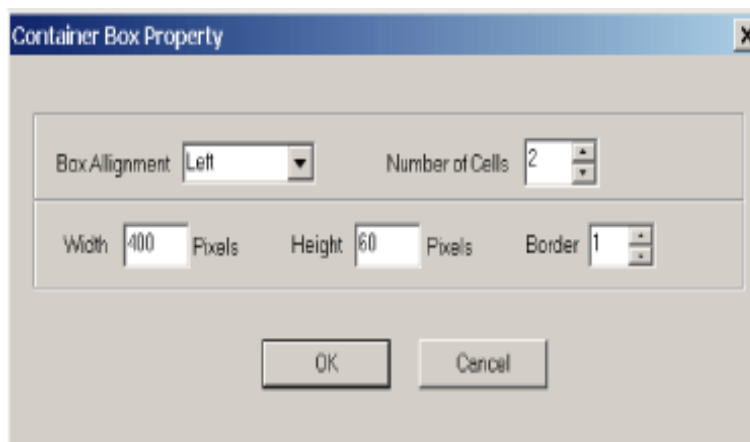 Container Box Property
Box Allignment Left Number of Cells 2
Width 400 Pixels Height 60 Pixels Border 1
OK Cancel